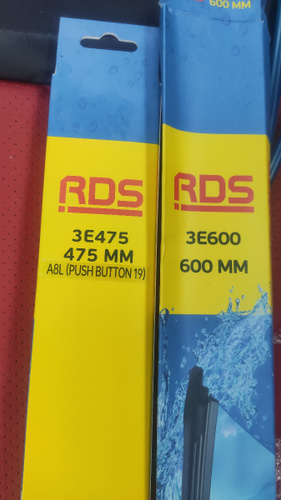 600 MM
RDS
3E475
475 MM
A8L (PUSH BUTTON 19)
RDS
3E600
600 MM